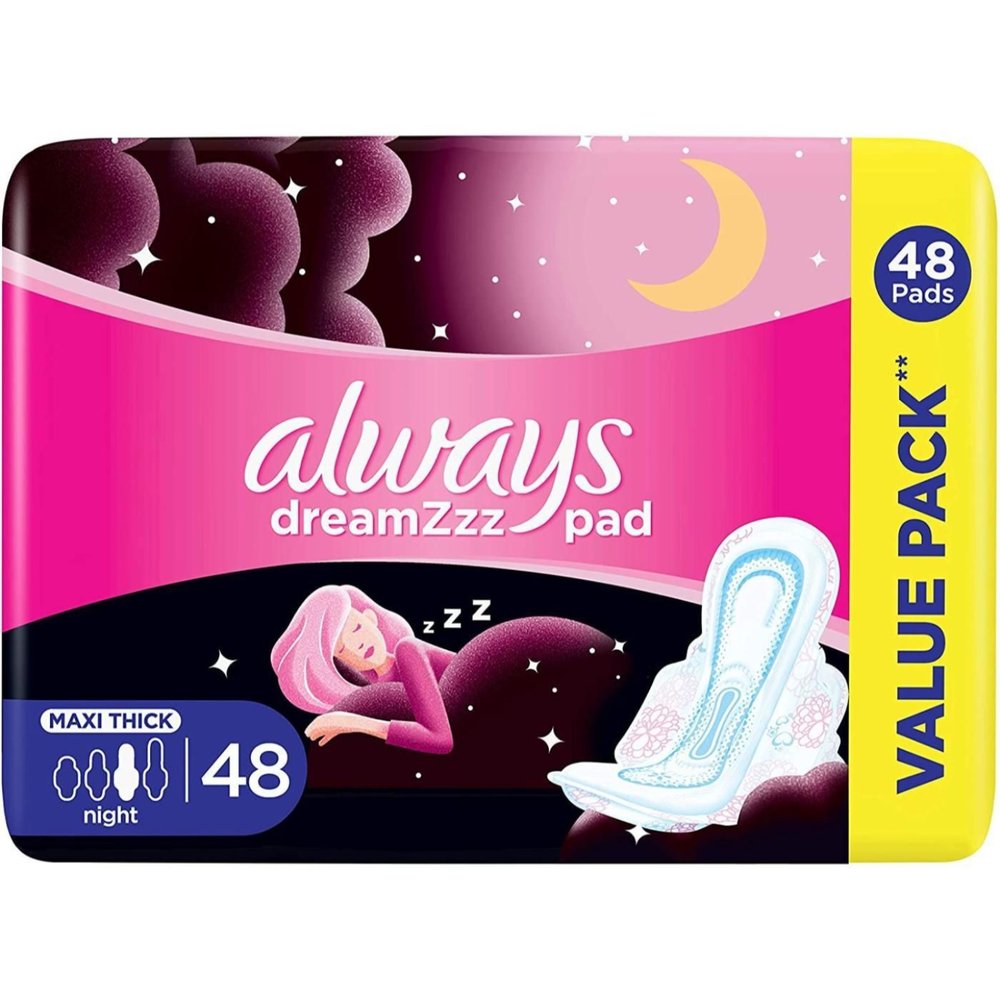 48
Pads
VALUE PACK**
always
dreamZzz pad
z z z
MAXI THICK
night
48